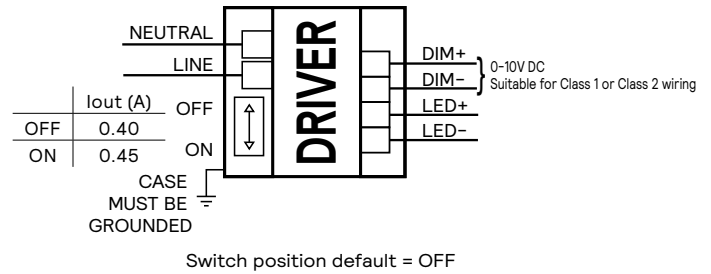 NEUTRAL
LINE
Iout (A)
OFF 0.40
ON 0.45
OFF
ON
CASE
MUST BE
GROUNDED
DRIVER
DIM+
DIM-
LED+
LED-
0-10V DC
Suitable for Class 1 or Class 2 wiring
Switch position default = OFF